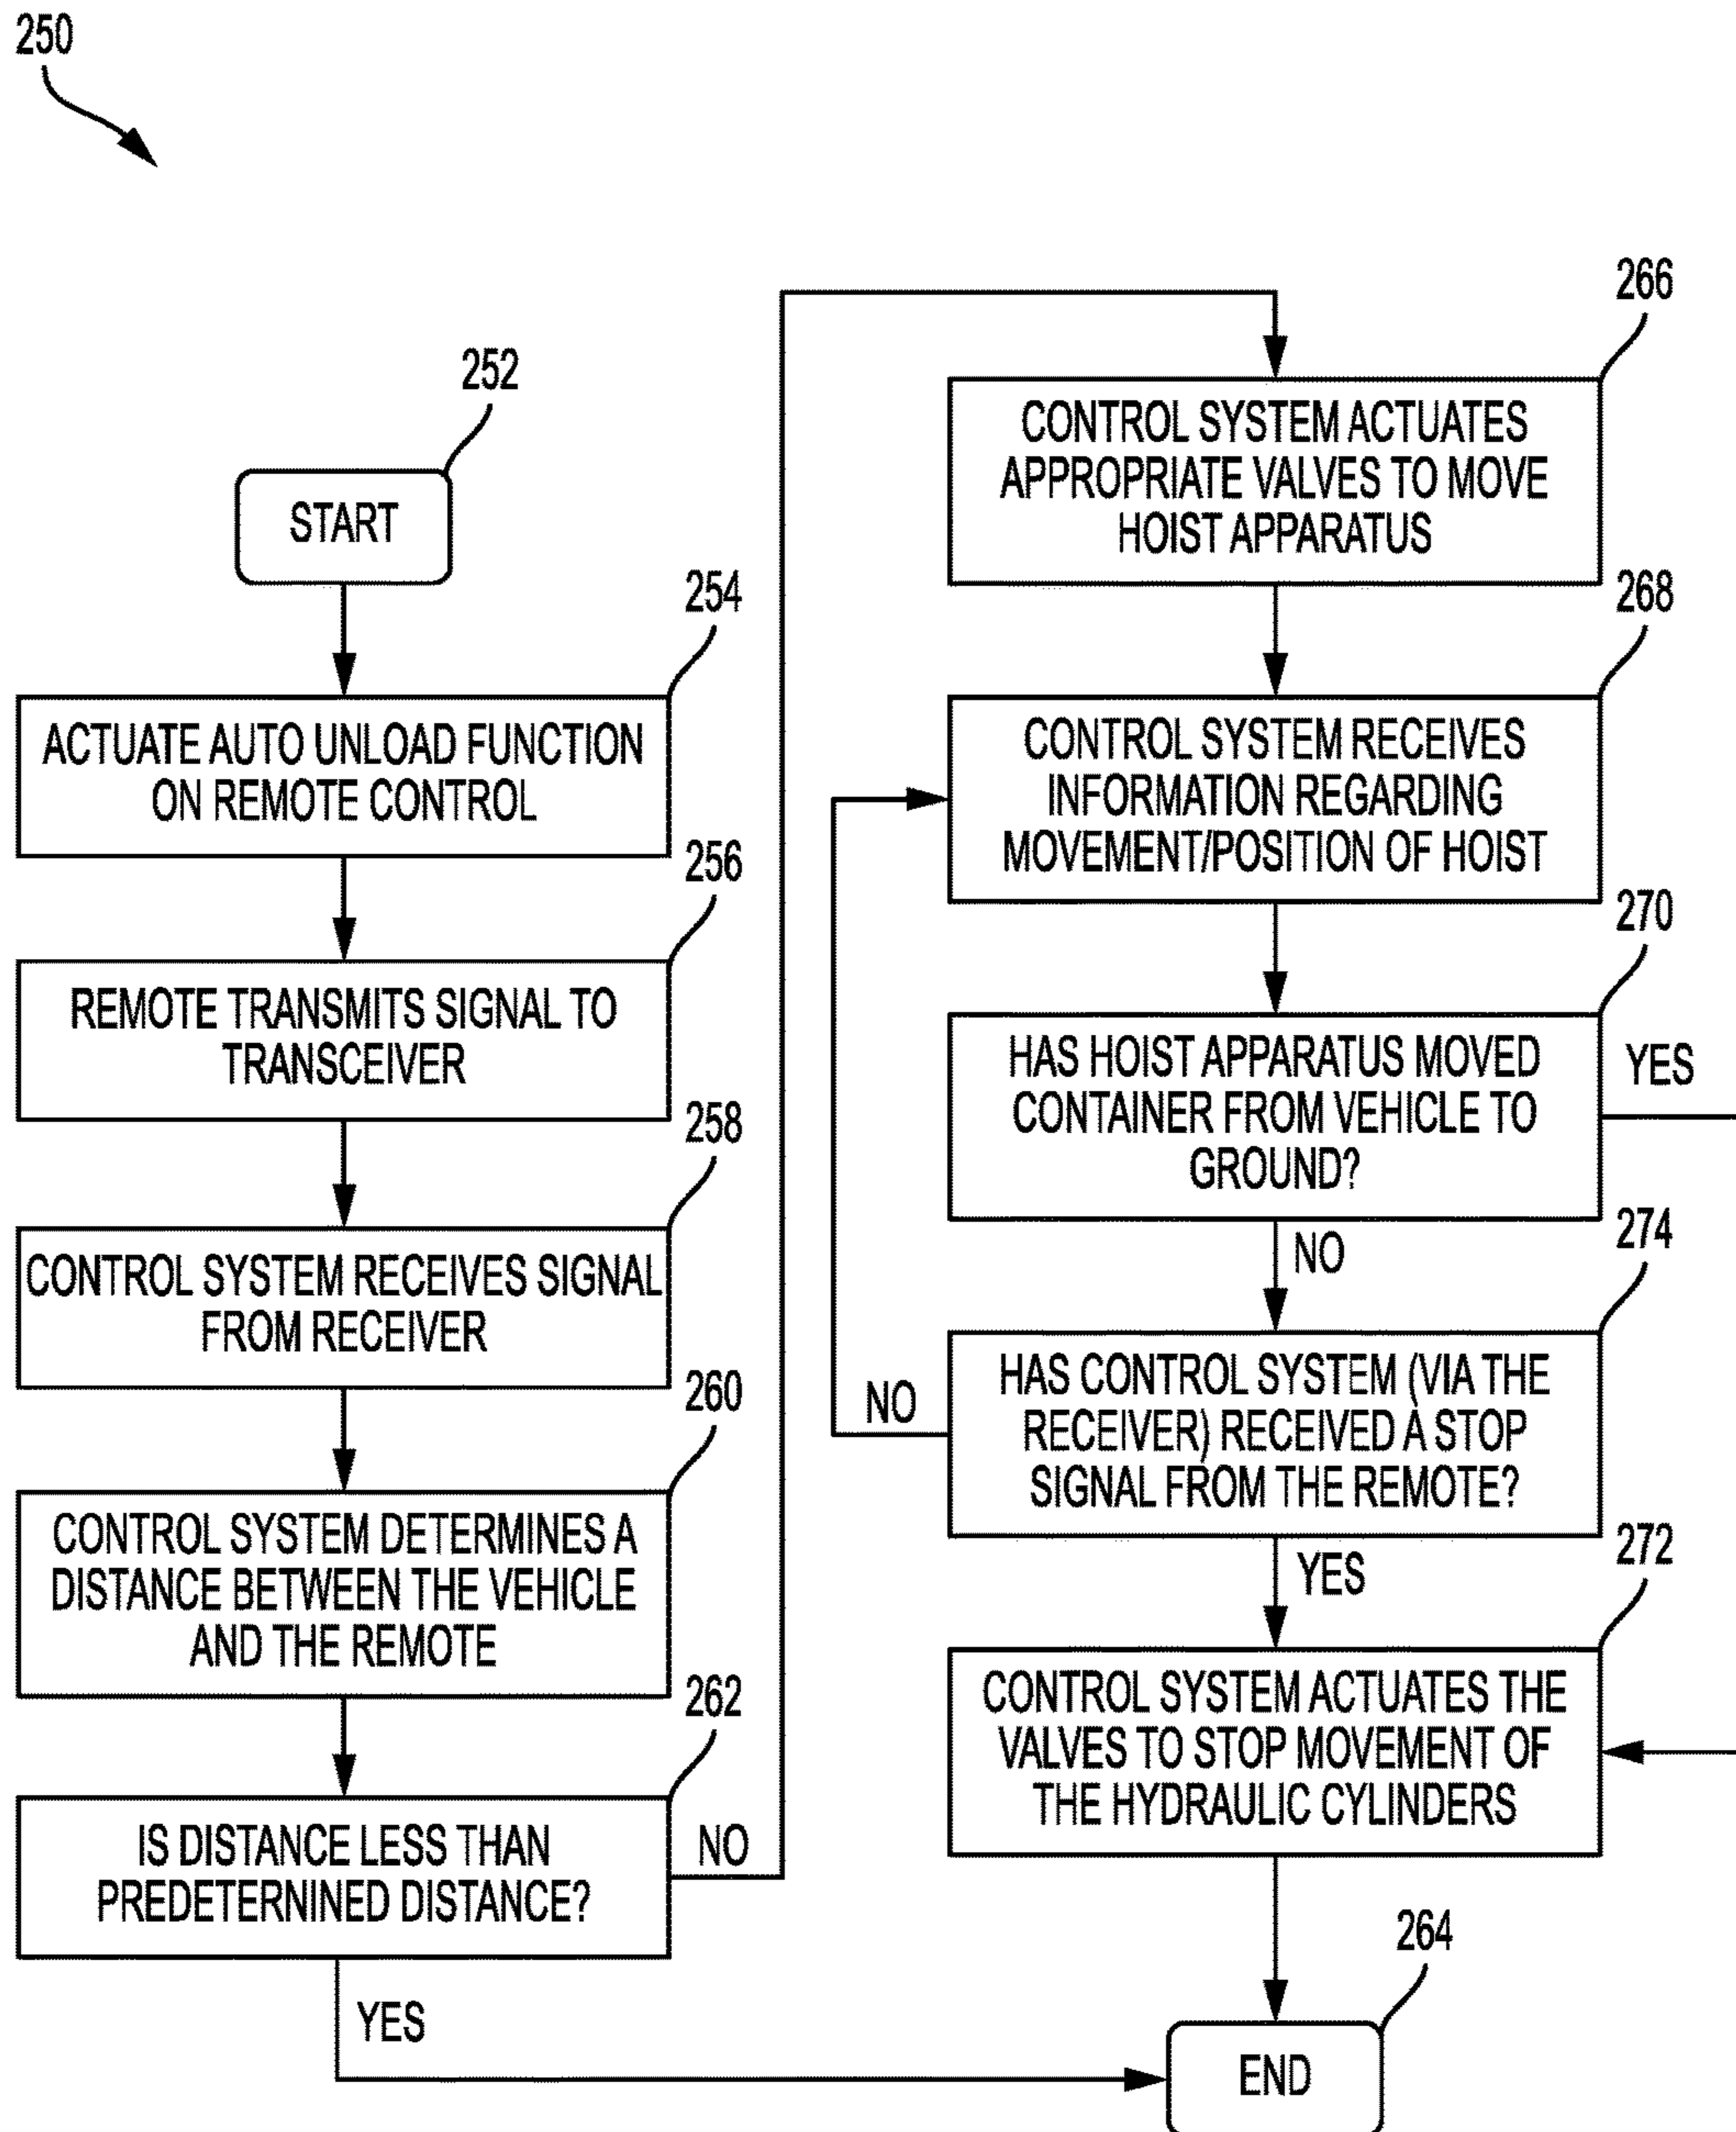 250
252
START
254
ACTUATE AUTO UNLOAD FUNCTION
ON REMOTE CONTROL
256
REMOTE TRANSMITS SIGNAL TO
TRANSCEIVER
258
CONTROL SYSTEM RECEIVES SIGNAL
FROM RECEIVER
260
CONTROL SYSTEM DETERMINES A
DISTANCE BETWEEN THE VEHICLE
AND THE REMOTE
262
IS DISTANCE LESS THAN
PREDETERNINED DISTANCE?
NO
YES
266
CONTROL SYSTEM ACTUATES
APPROPRIATE VALVES TO MOVE
HOIST APPARATUS
268
CONTROL SYSTEM RECEIVES
INFORMATION REGARDING
MOVEMENT/POSITION OF HOIST
270
HAS HOIST APPARATUS MOVED
CONTAINER FROM VEHICLE TO
GROUND?
YES
NO
274
HAS CONTROL SYSTEM (VIA THE
RECEIVER) RECEIVED A STOP
SIGNAL FROM THE REMOTE?
NO
YES
272
CONTROL SYSTEM ACTUATES THE
VALVES TO STOP MOVEMENT OF
THE HYDRAULIC CYLINDERS
264
END